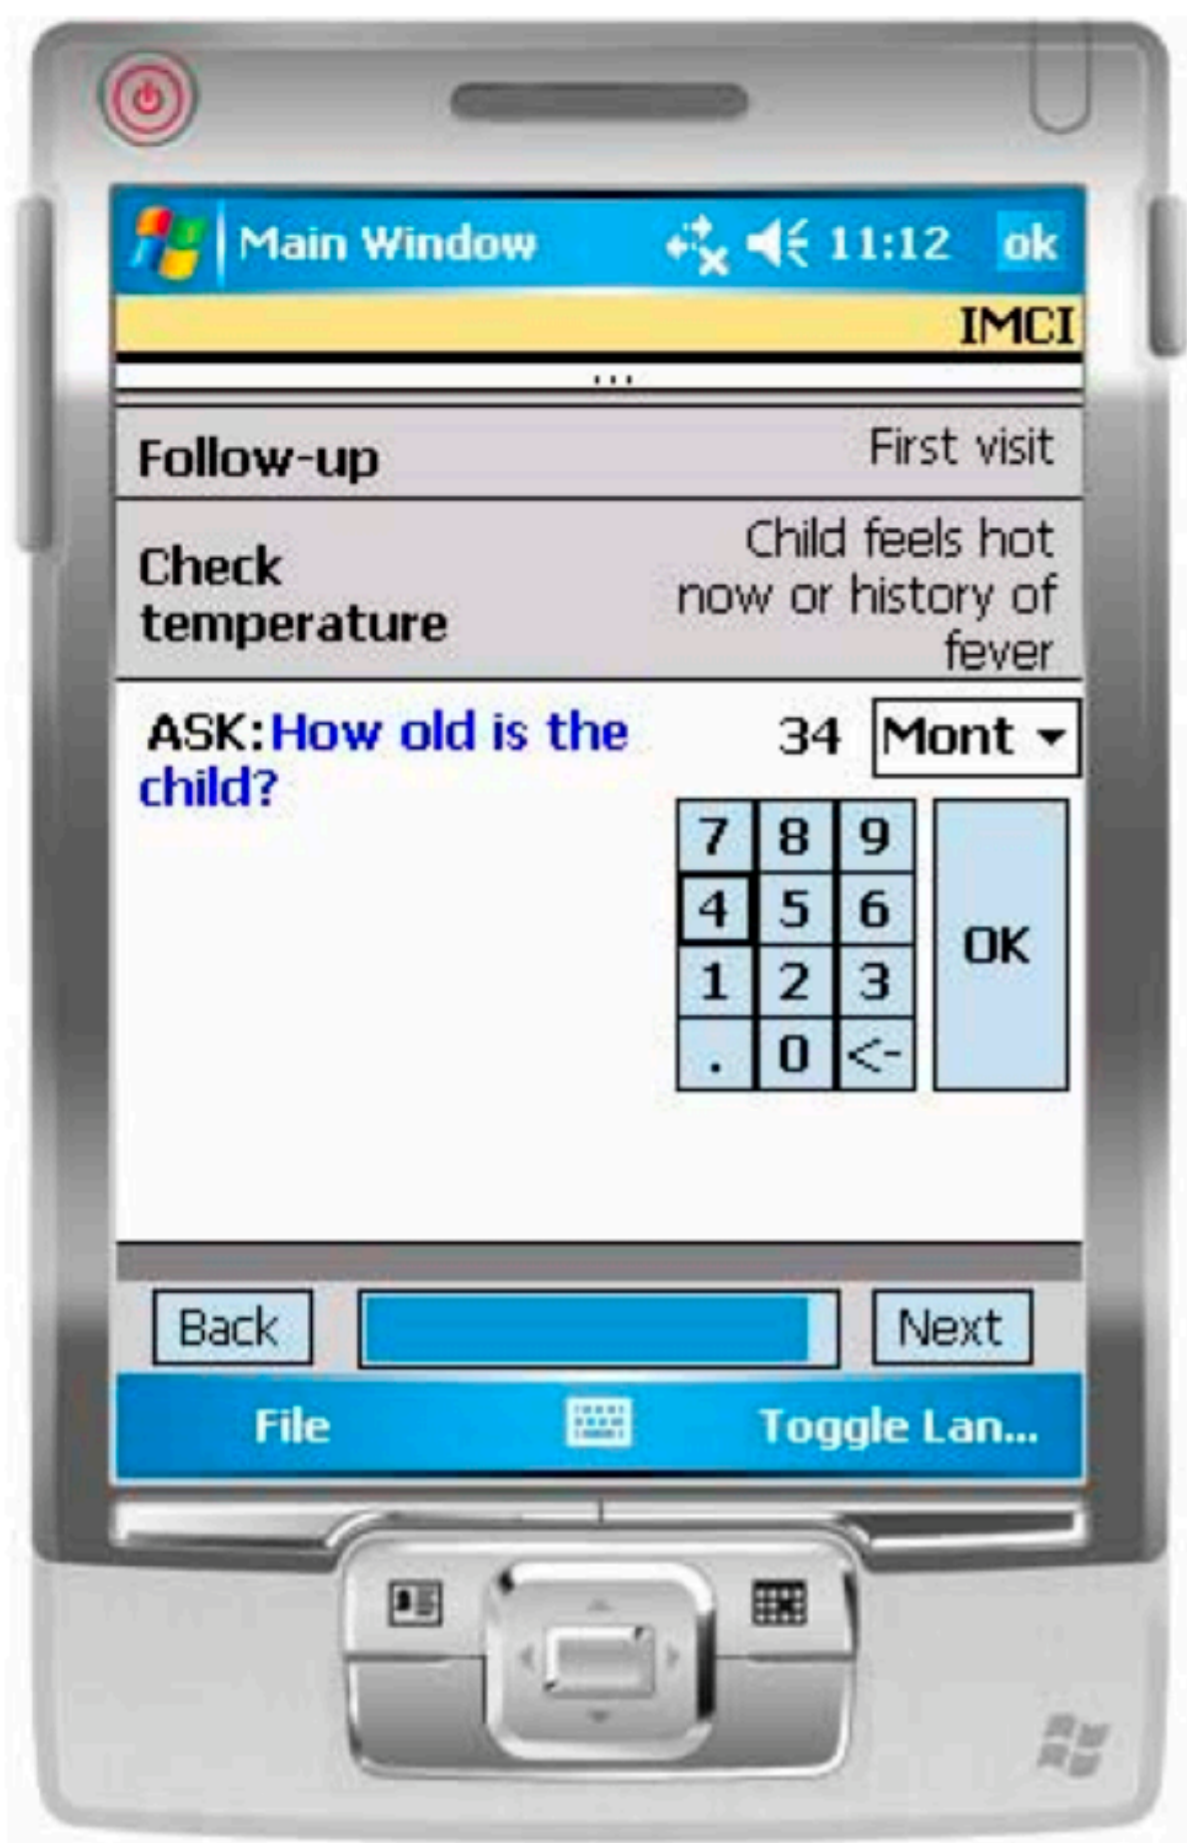 Main Window 11:12 ok
IMCI
...
Follow-up First visit
Check temperature Child feels hot
now or history of
fever
ASK:How old is the 34 Mont
child?
7 8 9
4 5 6 OK
1 2 3
. 0 <-
Back Next
File Toggle Lan...